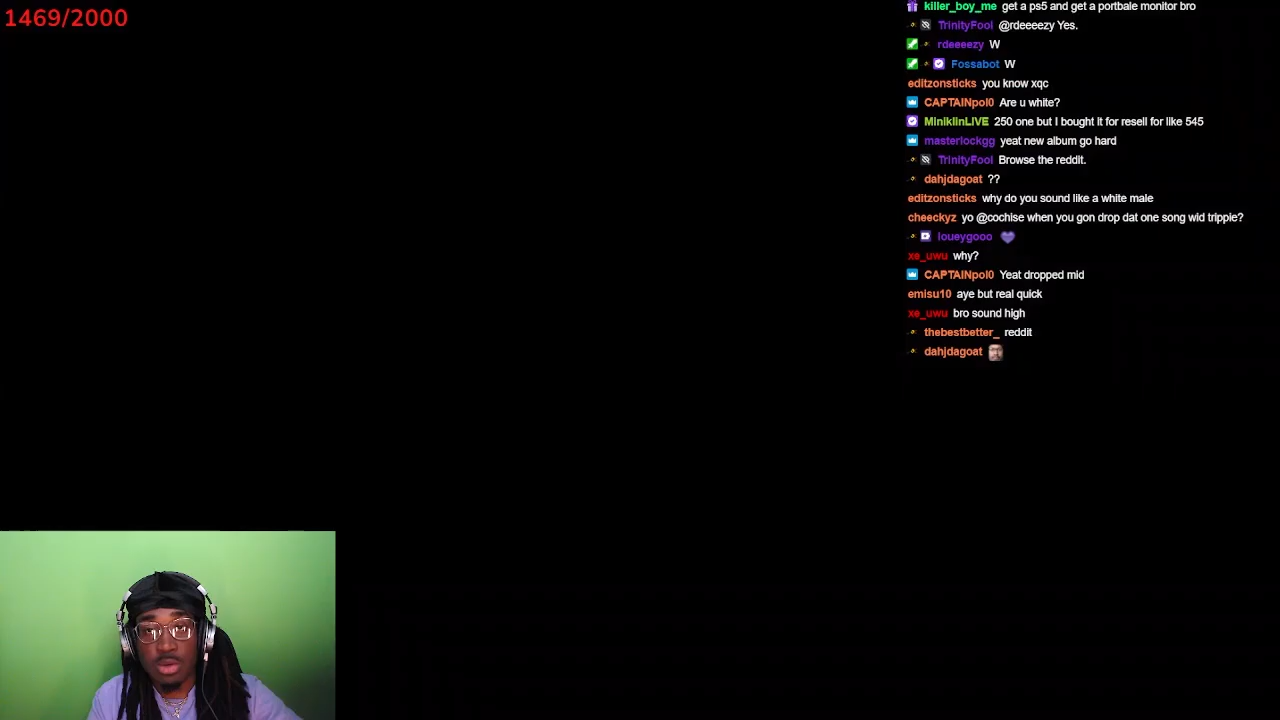 1469/2000
killer_boy_me get a ps5 and get a portbale monitor bro
TrinityFool @rdeeeezy Yes.
rdeeeezy W
Fossabot W
editzonsticks you know xqc
CAPTAINpol0 Are u white?
MiniklinLIVE 250 one but I bought it for resell for like 545
masterlockgg yeat new album go hard
TrinityFool Browse the reddit.
dahjdagoat ??
editzonsticks why do you sound like a white male
cheeckyz yo @cochise when you gon drop dat one song wid trippie?
loueygooo
xe_uwu why?
CAPTAINpol0 Yeat dropped mid
emisu10 aye but real quick
xe_uwu bro sound high
thebestbetter_ reddit
dahjdagoat